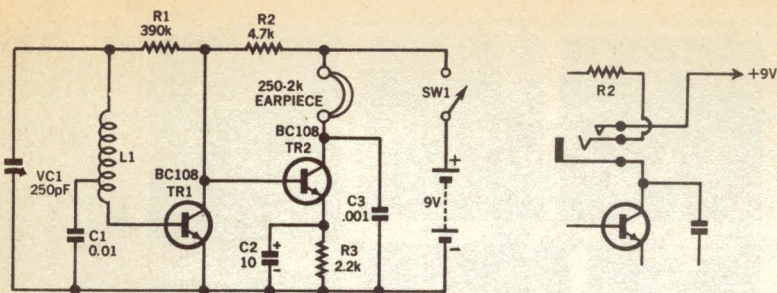 R1
390k
R2
4.7k
250-2k
EARPIECE
SW1
+9V
R2
L1
BC108
TR1
BC108
TR2
VC1
250pF
C1
0.01
C3
.001
9V
+
−
C2
10
+
−
R3
2.2k